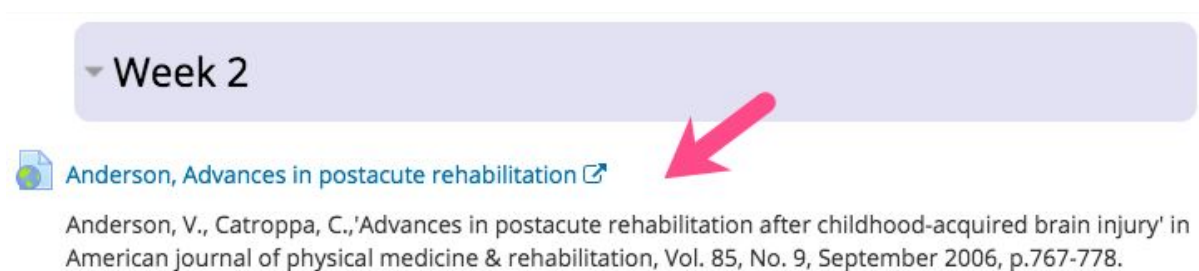 Week 2
Anderson, Advances in postacute rehabilitation
Anderson, V., Catroppa, C.,'Advances in postacute rehabilitation after childhood-acquired brain injury' in
American journal of physical medicine & rehabilitation, Vol. 85, No. 9, September 2006, p.767-778.